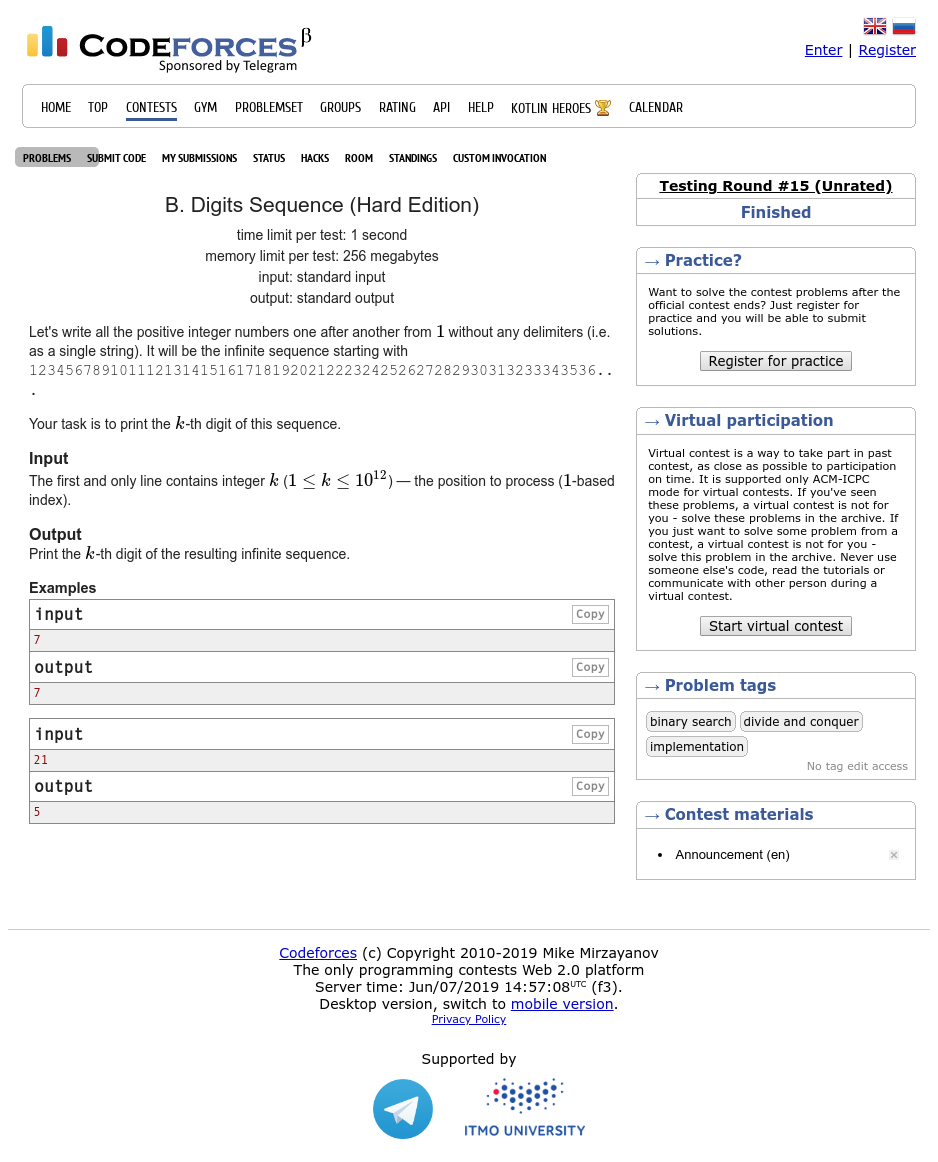 CODEFORCES β
Sponsored by Telegram
Enter | Register
HOME TOP CONTESTS GYM PROBLEMSET GROUPS RATING API HELP KOTLIN HEROES CALENDAR
PROBLEMS SUBMIT CODE MY SUBMISSIONS STATUS HACKS ROOM STANDINGS CUSTOM INVOCATION
B. Digits Sequence (Hard Edition)
time limit per test: 1 second
memory limit per test: 256 megabytes
input: standard input
output: standard output
Let's write all the positive integer numbers one after another from 1 without any delimiters (i.e.
as a single string). It will be the infinite sequence starting with
123456789101112131415161718192021222324252627282930313233343536..
.
Your task is to print the k-th digit of this sequence.
Input
The first and only line contains integer k (1 ≤ k ≤ 10^12) — the position to process (1-based
index).
Output
Print the k-th digit of the resulting infinite sequence.
Examples
input Copy
7
output Copy
7
input Copy
21
output Copy
5
Testing Round #15 (Unrated)
Finished
→ Practice?
Want to solve the contest problems after the
official contest ends? Just register for
practice and you will be able to submit
solutions.
Register for practice
→ Virtual participation
Virtual contest is a way to take part in past
contest, as close as possible to participation
on time. It is supported only ACM-ICPC
mode for virtual contests. If you've seen
these problems, a virtual contest is not for
you - solve these problems in the archive. If
you just want to solve some problem from a
contest, a virtual contest is not for you -
solve this problem in the archive. Never use
someone else's code, read the tutorials or
communicate with other person during a
virtual contest.
Start virtual contest
→ Problem tags
binary search divide and conquer
implementation
No tag edit access
→ Contest materials
• Announcement (en) ×
Codeforces (c) Copyright 2010-2019 Mike Mirzayanov
The only programming contests Web 2.0 platform
Server time: Jun/07/2019 14:57:08UTC (f3).
Desktop version, switch to mobile version.
Privacy Policy
Supported by
ITMO UNIVERSITY